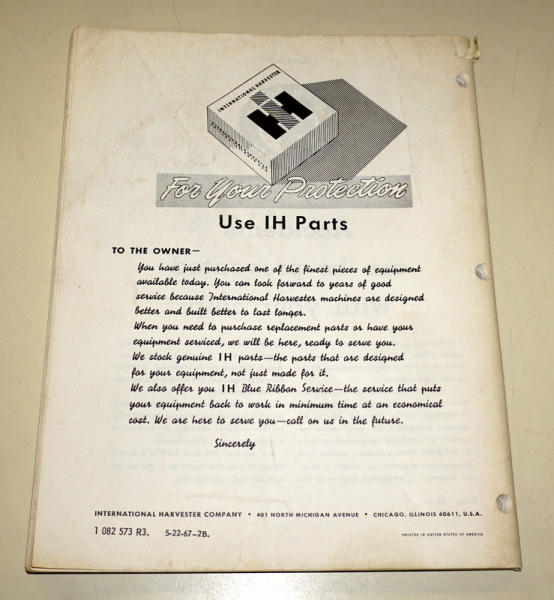 INTERNATIONAL HARVESTER
INTERNATIONAL HARVESTER
For Your Protection
Use IH Parts
TO THE OWNER—
You have just purchased one of the finest pieces of equipment
available today. You can look forward to years of good
service because International Harvester machines are designed
better and built better to last longer.
When you need to purchase replacement parts or have your
equipment serviced, we will be here, ready to serve you.
We stock genuine IH parts—the parts that are designed
for your equipment, not just made for it.
We also offer you IH Blue Ribbon Service—the service that puts
your equipment back to work in minimum time at an economical
cost. We are here to serve you—call on us in the future.
Sincerely
INTERNATIONAL HARVESTER COMPANY • 401 NORTH MICHIGAN AVENUE • CHICAGO, ILLINOIS 60611, U.S.A.
1 082 573 R3. 5-22-67-2B. PRINTED IN UNITED STATES OF AMERICA